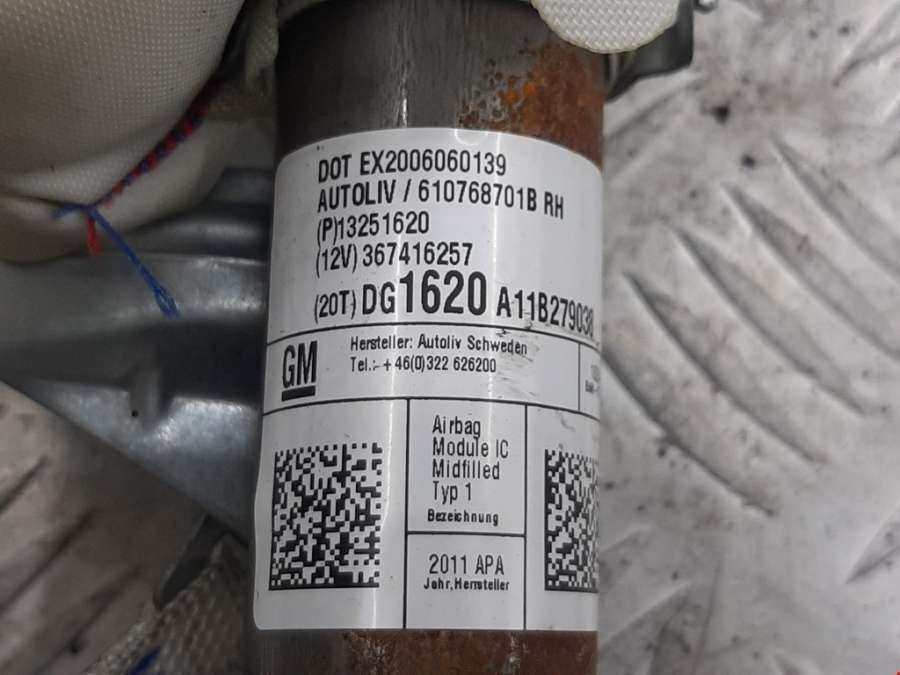 DOT EX2006060139
AUTOLIV / 610768701B RH
(P)13251620
(12V) 367416257
(20T) DG1620 A11B279038
GM
Hersteller: Autoliv Schweden
Tel.: + 46(0)322 626200
Airbag
Module IC
Midfilled
Typ 1
Bezeichnung
2011 APA
Jahr, Hersteller